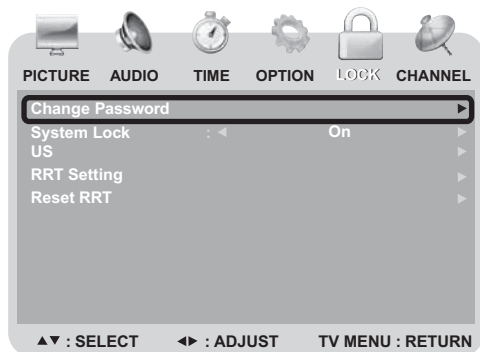 PICTURE AUDIO TIME OPTION LOCK CHANNEL
Change Password ▶
System Lock : ◀ On ▶
US ▶
RRT Setting ▶
Reset RRT ▶
▲▼ : SELECT ◀▶ : ADJUST TV MENU : RETURN